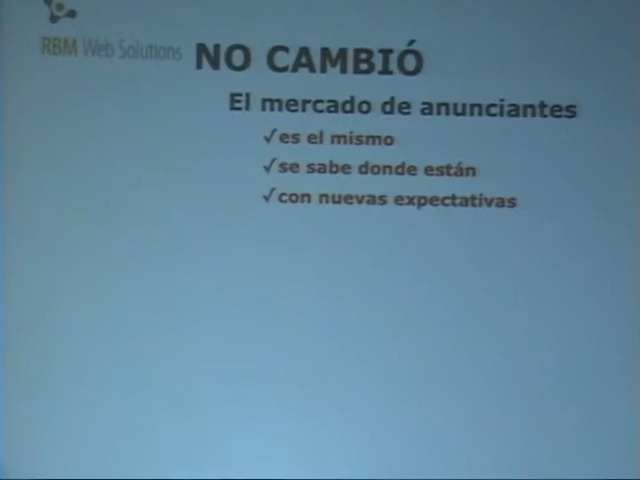 RBM Web Solutions
NO CAMBIÓ
El mercado de anunciantes
✓es el mismo
✓se sabe donde están
✓con nuevas expectativas